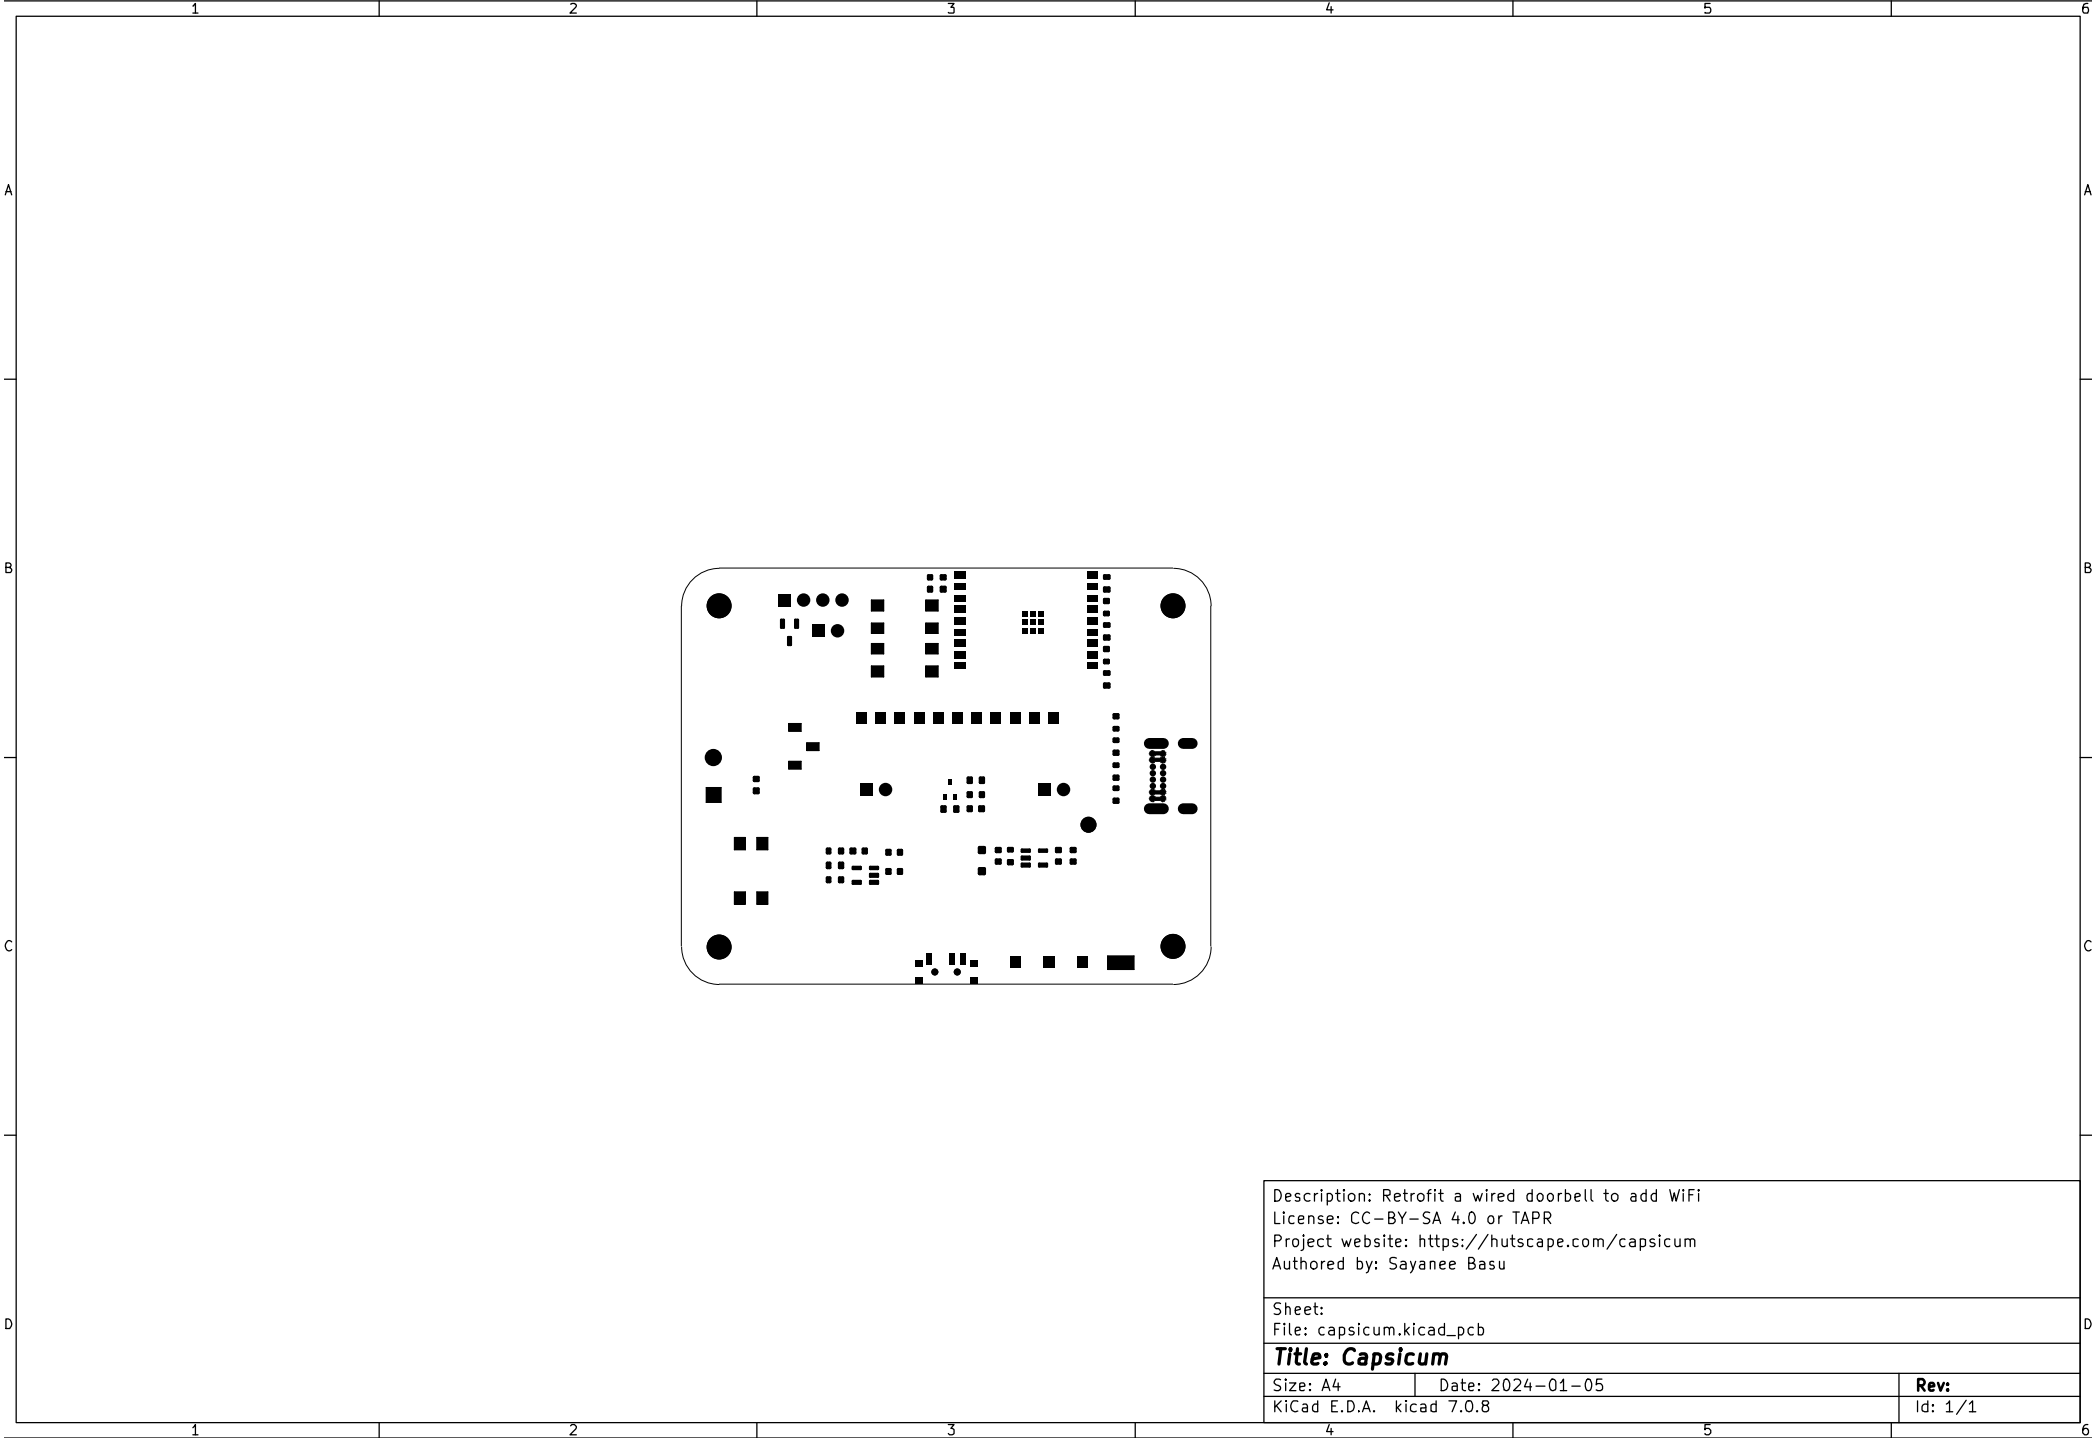 1 2 3 4 5 6
A A
B B
C C
Description: Retrofit a wired doorbell to add WiFi
License: CC-BY-SA 4.0 or TAPR
Project website: https://hutscape.com/capsicum
Authored by: Sayanee Basu
Sheet:
D D
File: capsicum.kicad_pcb
Title: Capsicum
Size: A4 Date: 2024-01-05 Rev:
KiCad E.D.A. kicad 7.0.8 Id: 1/1
1 2 3 4 5 6